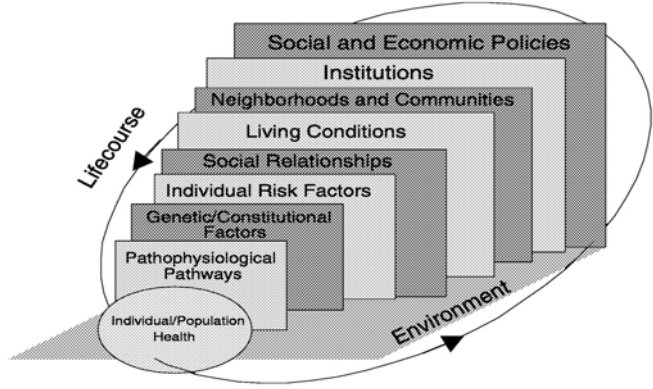 Social and Economic Policies
Institutions
Neighborhoods and Communities
Living Conditions
Social Relationships
Individual Risk Factors
Genetic/Constitutional
Factors
Pathophysiological
Pathways
Individual/Population
Health
Lifecourse
Environment